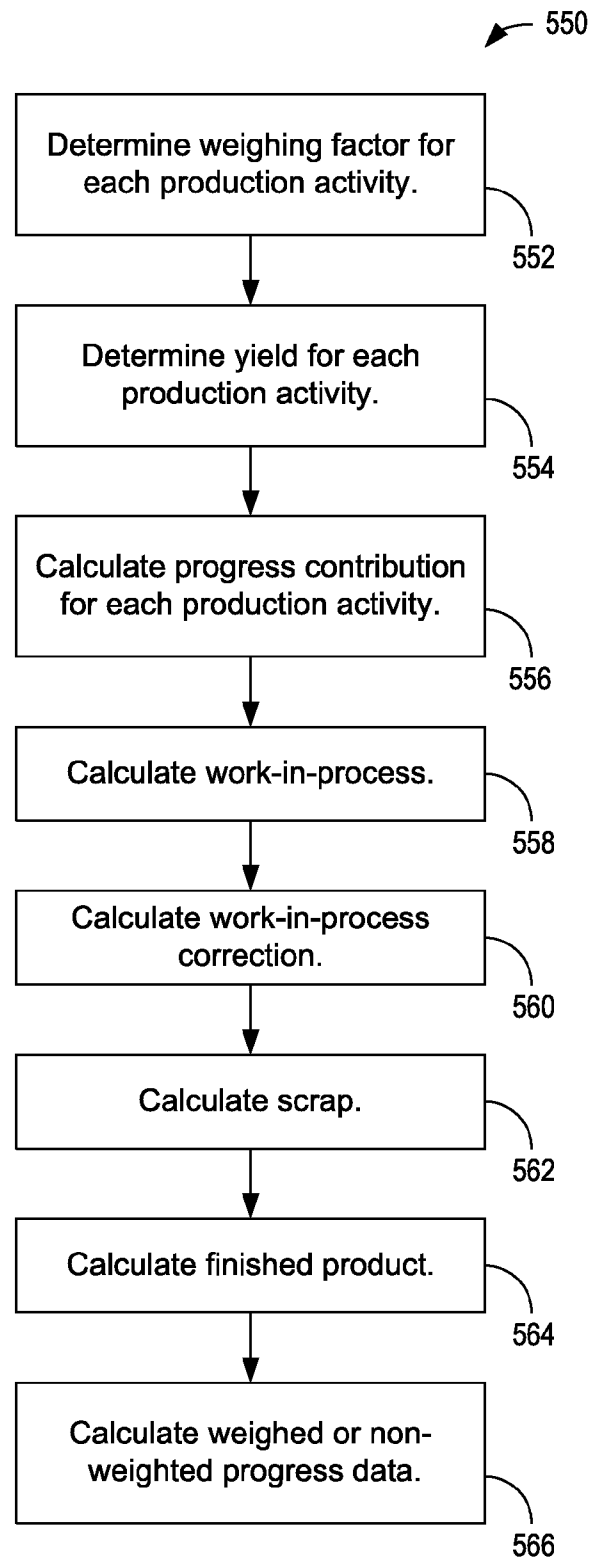 550
Determine weighing factor for
each production activity.
552
Determine yield for each
production activity.
554
Calculate progress contribution
for each production activity.
556
Calculate work-in-process.
558
Calculate work-in-process
correction.
560
Calculate scrap.
562
Calculate finished product.
564
Calculate weighed or non-
weighted progress data.
566